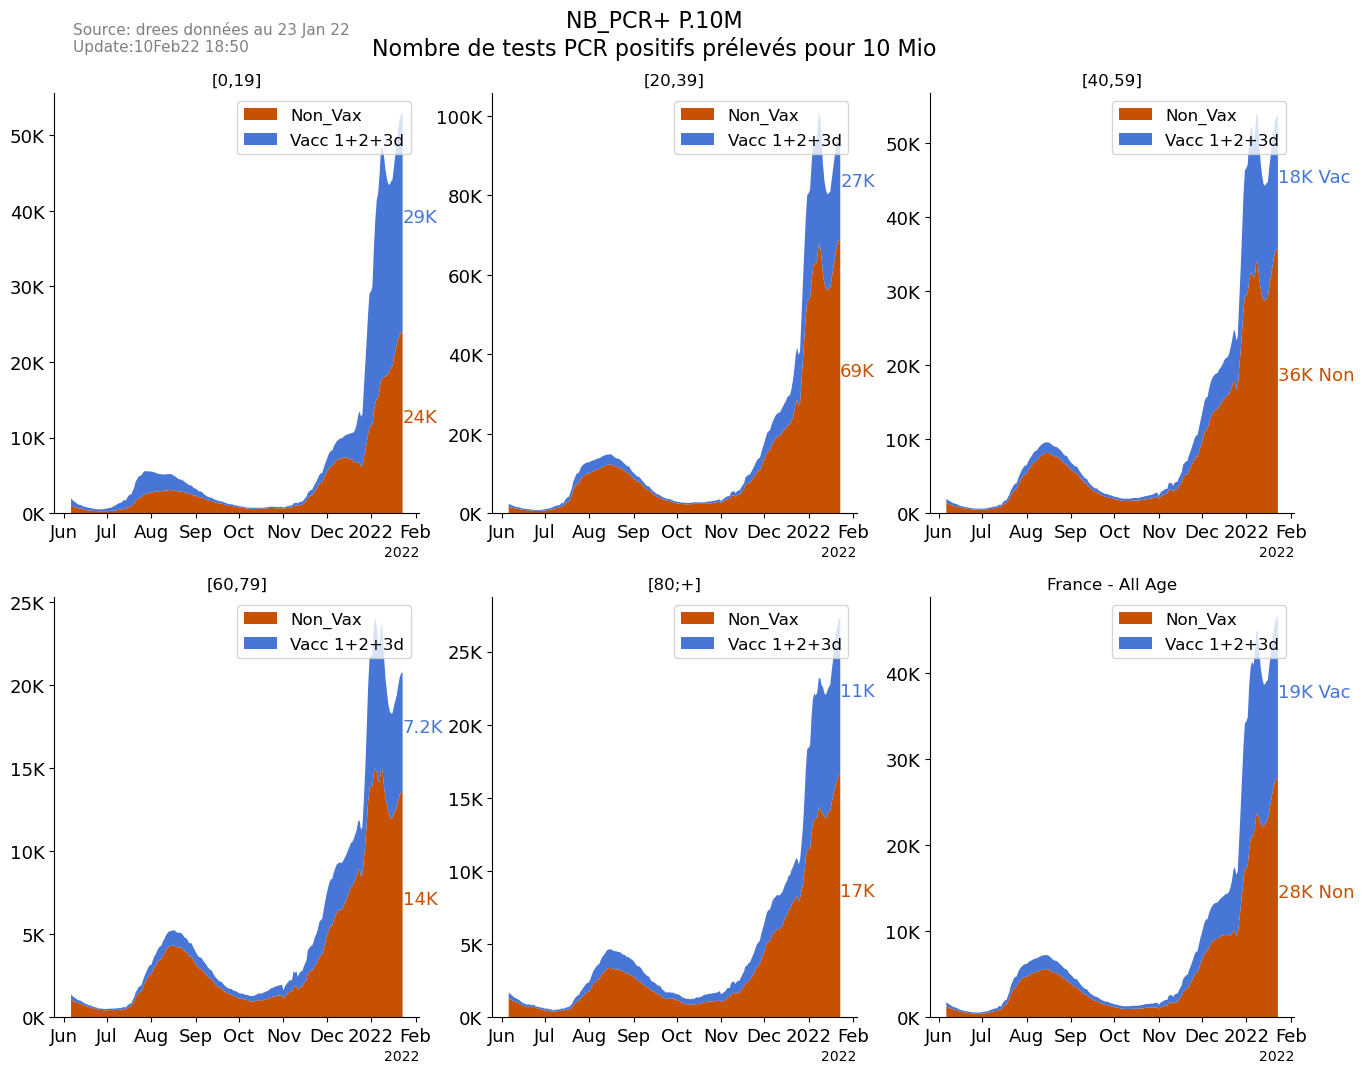 NB_PCR+ P.10M
Source: drees données au 23 Jan 22
Update:10Feb22 18:50
Nombre de tests PCR positifs prélevés pour 10 Mio
[0,19]
Non_Vax
Vacc 1+2+3d
50K
40K
30K
20K
10K
0K
29K
24K
Jun Jul Aug Sep Oct Nov Dec 2022 Feb
2022
[20,39]
Non_Vax
Vacc 1+2+3d
100K
80K
60K
40K
20K
0K
27K
69K
Jun Jul Aug Sep Oct Nov Dec 2022 Feb
2022
[40,59]
Non_Vax
Vacc 1+2+3d
50K
40K
30K
20K
10K
0K
18K Vac
36K Non
Jun Jul Aug Sep Oct Nov Dec 2022 Feb
2022
[60,79]
Non_Vax
Vacc 1+2+3d
25K
20K
15K
10K
5K
0K
7.2K
14K
Jun Jul Aug Sep Oct Nov Dec 2022 Feb
2022
[80;+]
Non_Vax
Vacc 1+2+3d
25K
20K
15K
10K
5K
0K
11K
17K
Jun Jul Aug Sep Oct Nov Dec 2022 Feb
2022
France - All Age
Non_Vax
Vacc 1+2+3d
40K
30K
20K
10K
0K
19K Vac
28K Non
Jun Jul Aug Sep Oct Nov Dec 2022 Feb
2022